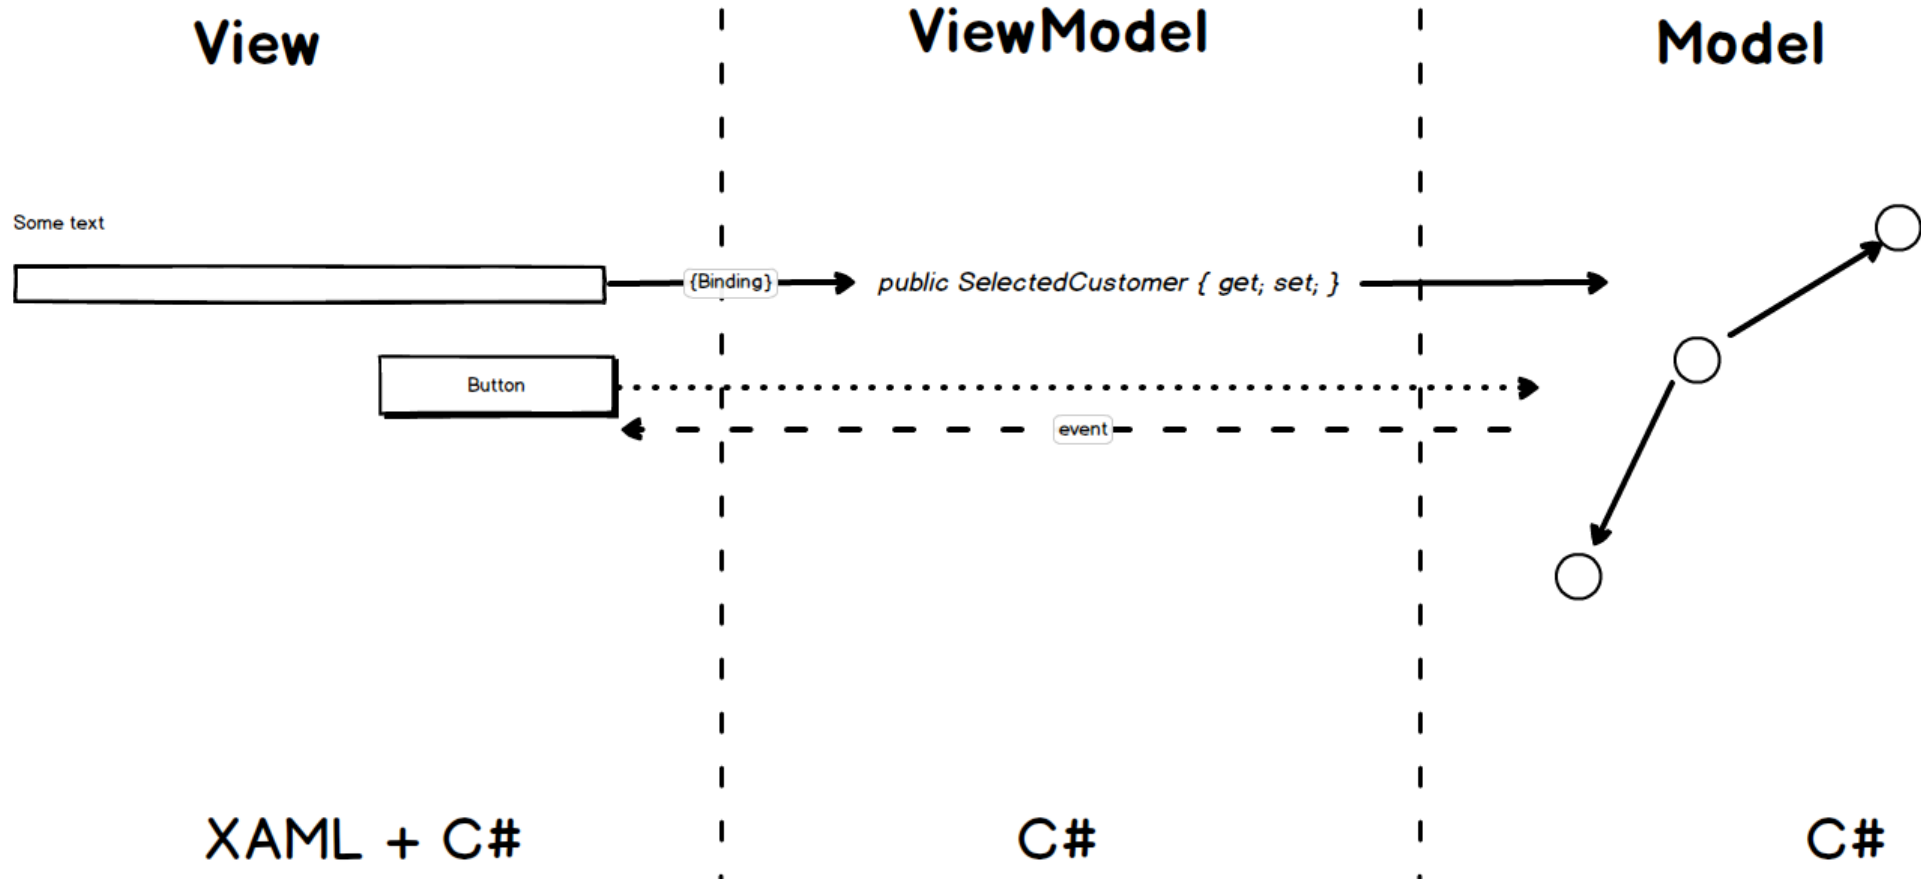 View
ViewModel
Model
Some text
{Binding}
public SelectedCustomer { get; set; }
Button
event
XAML + C#
C#
C#